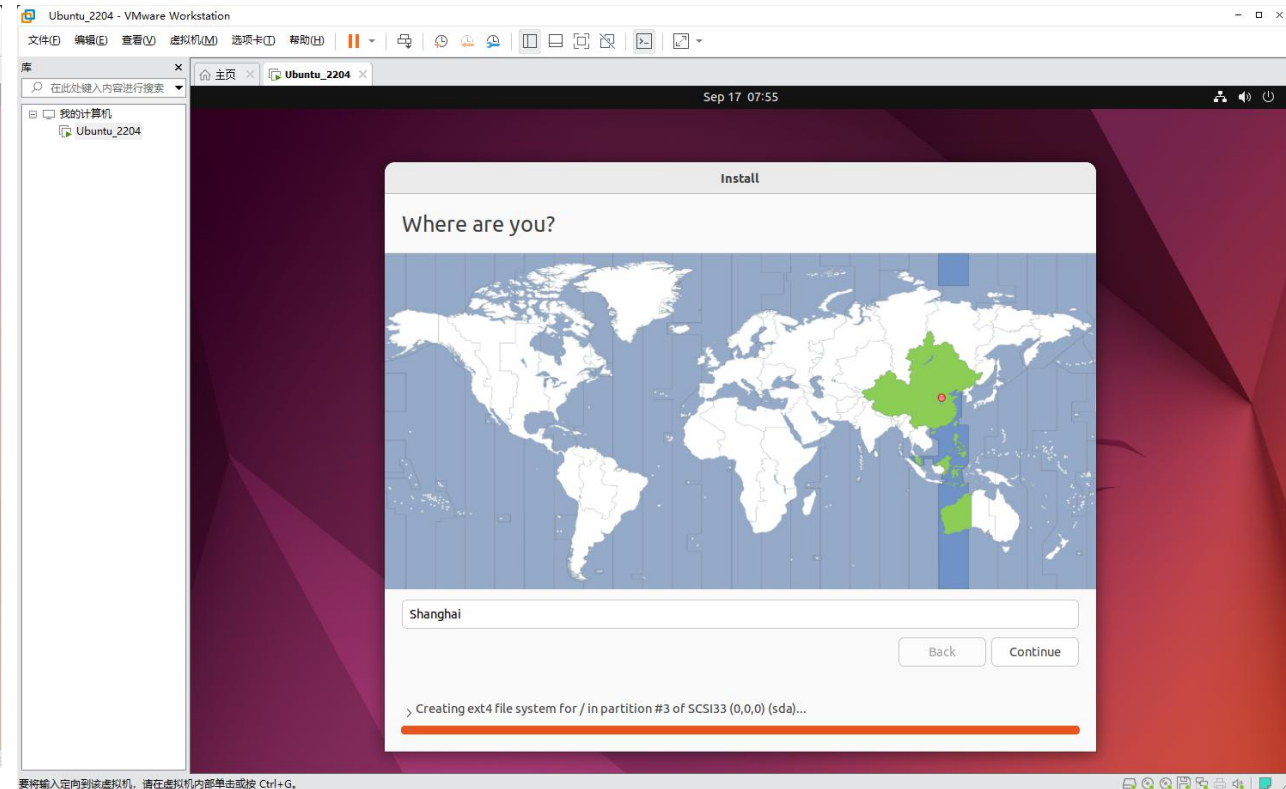 Ubuntu_2204 - VMware Workstation
文件(F) 编辑(E) 查看(V) 虚拟机(M) 选项卡(T) 帮助(H)
库
主页
Ubuntu_2204
在此处键入内容进行搜索
我的计算机
Ubuntu_2204
Sep 17 07:55
Install
Where are you?
Shanghai
Back
Continue
Creating ext4 file system for / in partition #3 of SCSI33 (0,0,0) (sda)...
要将输入定向到该虚拟机，请在虚拟机内部单击或按 Ctrl+G。